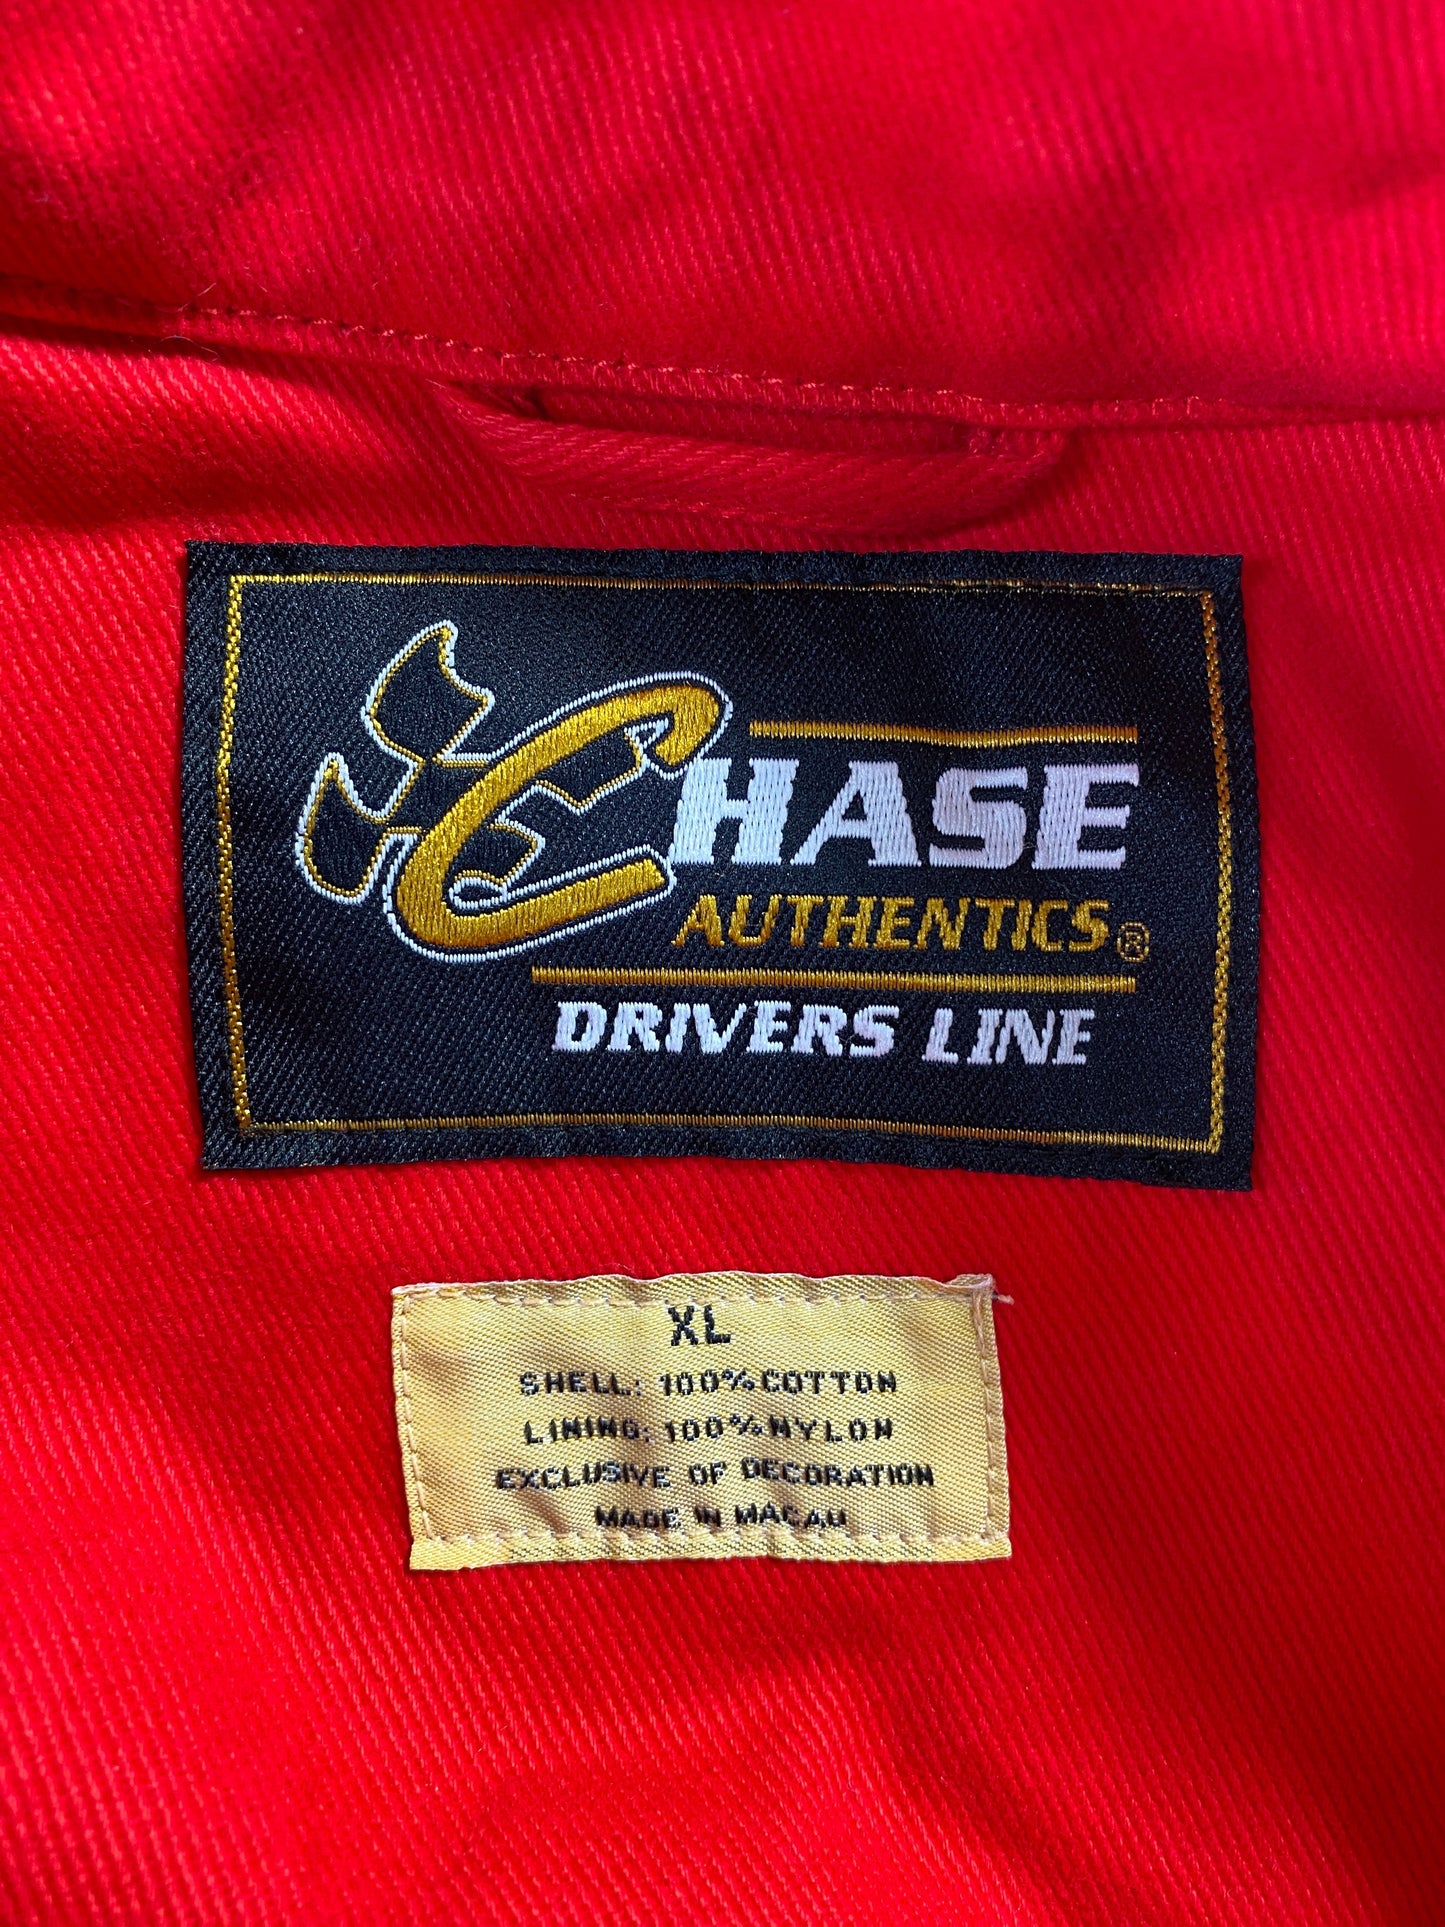 CHASE
AUTHENTICS®
DRIVERS LINE
XL
SHELL: 100% COTTON
LINING: 100% NYLON
EXCLUSIVE OF DECORATION
MADE IN MACAU